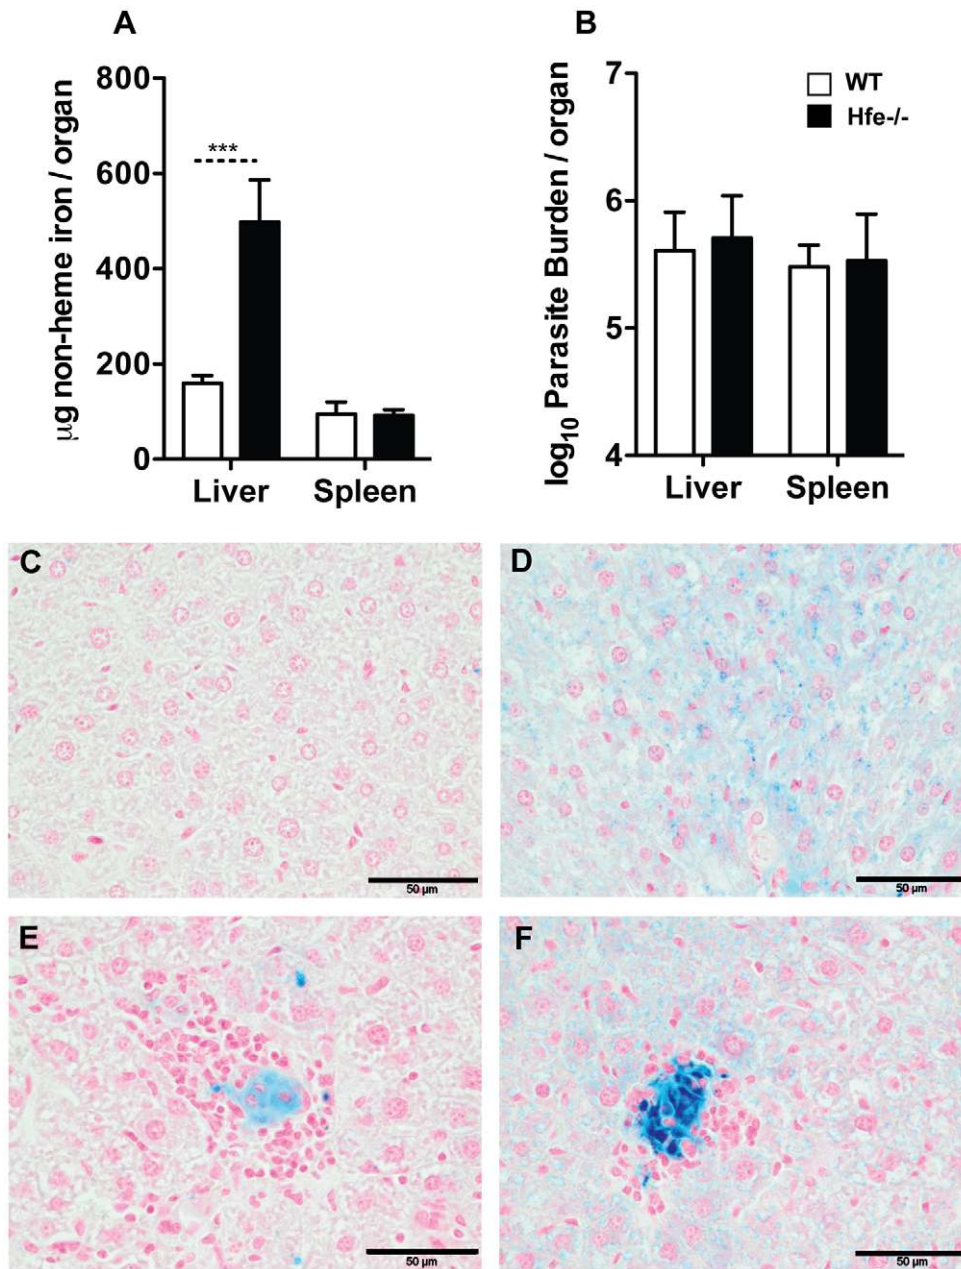 A
B
μg non-heme iron / organ
800
600
400
200
0
***
Liver
Spleen
log10 Parasite Burden / organ
7
6
5
4
WT
Hfe-/-
Liver
Spleen
C
50 μm
D
50 μm
E
50 μm
F
50 μm